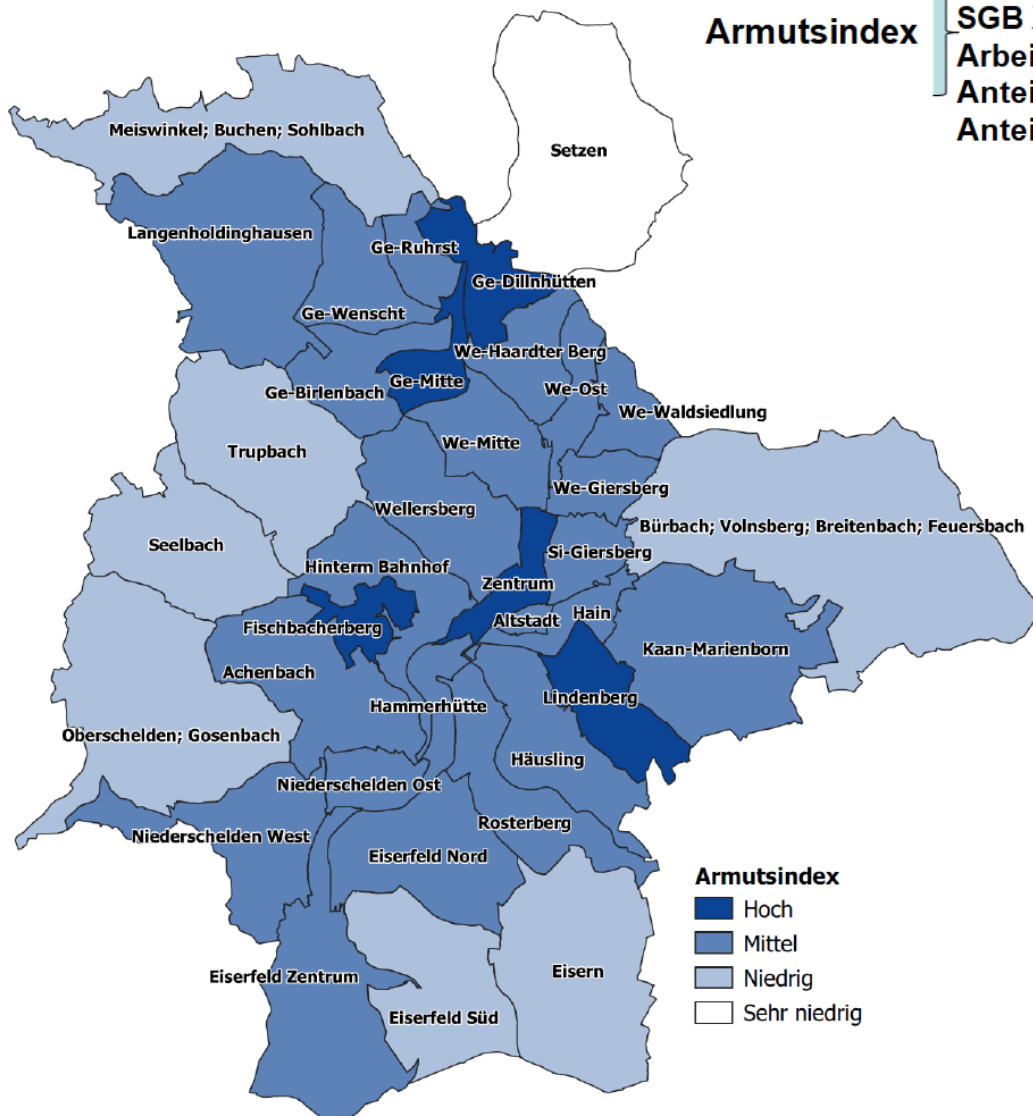 Armutsindex
SGB
Arbei
Antei
Antei
Meiswinkel; Buchen; Sohlbach
Setzen
Langenholdinghausen
Ge-Ruhrst
Ge-Dillnhütten
Ge-Wenscht
We-Haardter Berg
Ge-Mitte
Ge-Birlenbach
We-Ost
We-Waldsiedlung
Trupbach
We-Mitte
We-Giersberg
Wellersberg
Bürbach; Volnsberg; Breitenbach; Feuersbach
Seelbach
Si-Giersberg
Hinterm Bahnhof
Zentrum
Hain
Altstadt
Fischbacherberg
Kaan-Marienborn
Achenbach
Lindenberg
Hammerhütte
Oberschelden; Gosenbach
Häusling
Niederschelden Ost
Rosterberg
Niederschelden West
Eiserfeld Nord
Eisern
Eiserfeld Zentrum
Eiserfeld Süd
Armutsindex
Hoch
Mittel
Niedrig
Sehr niedrig